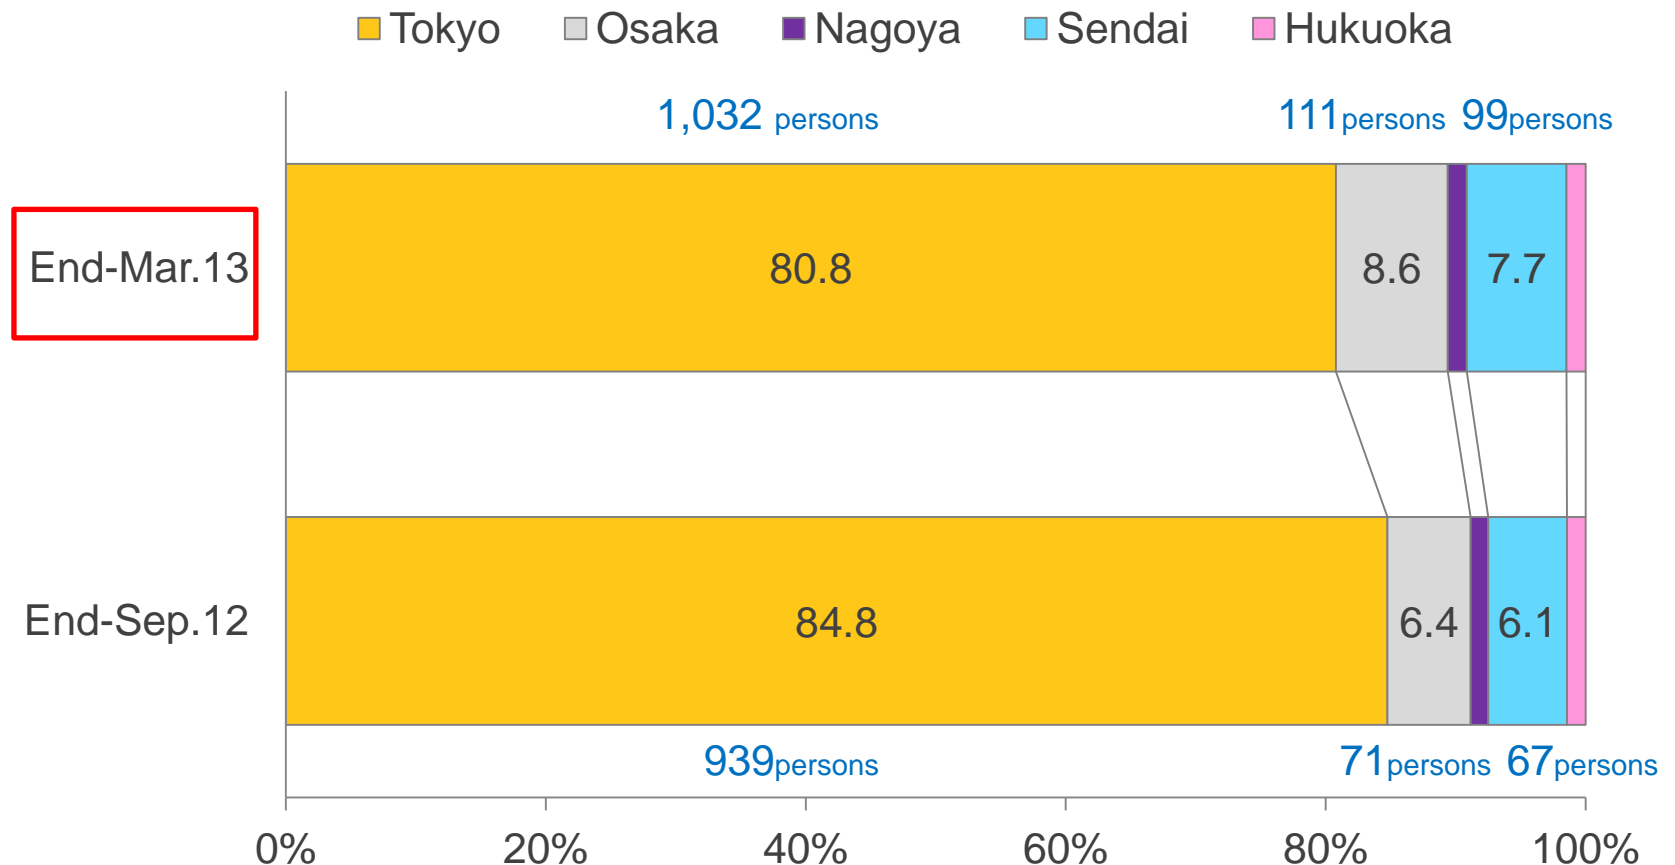 Tokyo Osaka Nagoya Sendai Hukuoka
1,032 persons 111persons 99persons
End-Mar.13 80.8 8.6 7.7
End-Sep.12 84.8 6.4 6.1
939persons 71persons 67persons
0% 20% 40% 60% 80% 100%